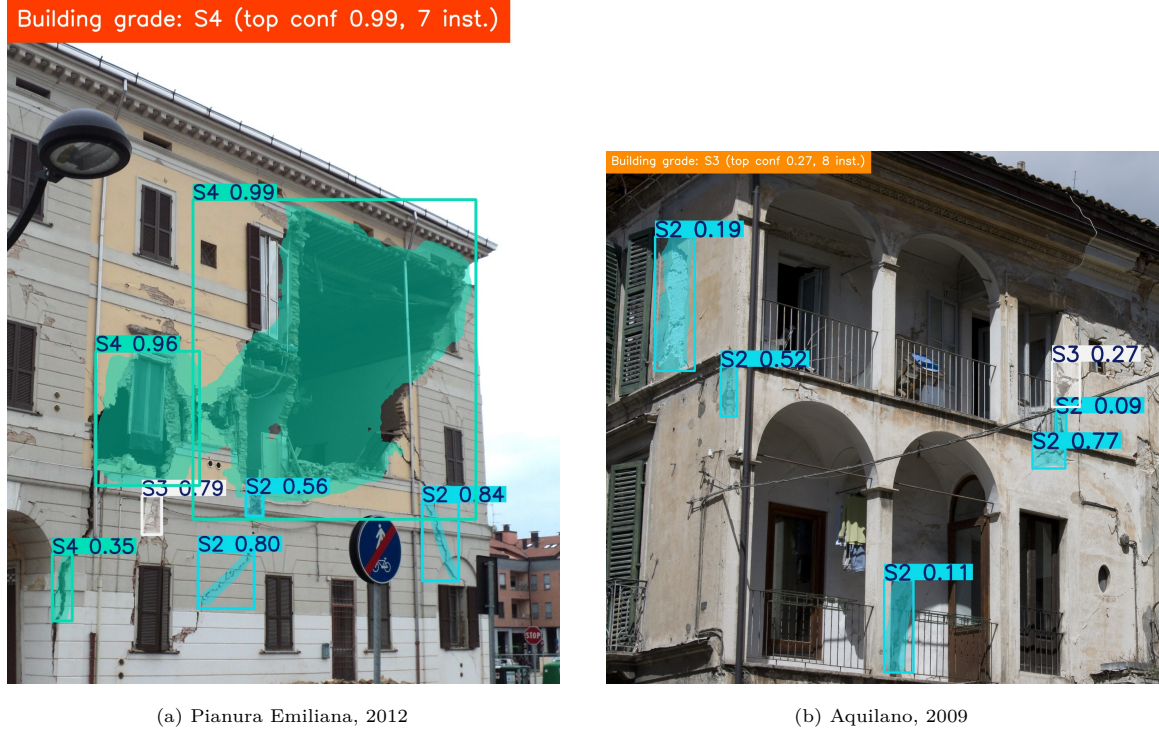 Building grade: S4 (top conf 0.99, 7 inst.)
S4 0.99
S4 0.96
S3 0.79
S2 0.56
S2 0.84
S4 0.35
S2 0.80
STOP
(a) Pianura Emiliana, 2012
Building grade: S3 (top conf 0.27, 8 inst.)
S2 0.19
S2 0.52
S3 0.27
S2 0.09
S2 0.77
S2 0.11
(b) Aquilano, 2009